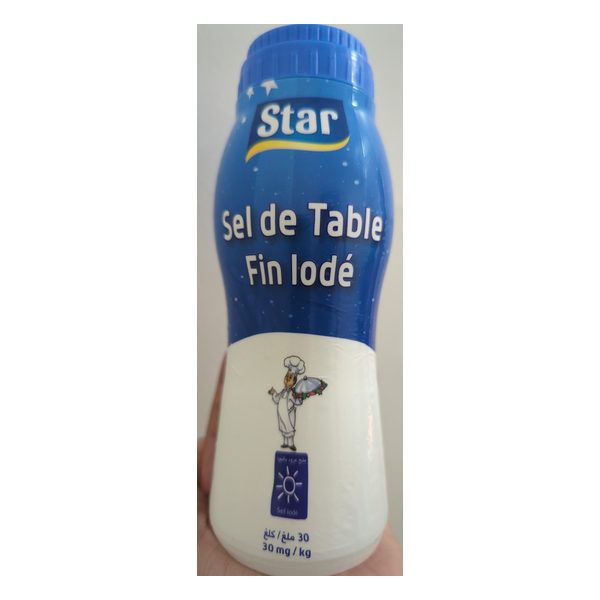 Star
Sel de Table
Fin Iodé
Sel iodé
30 ملغ / كلغ
30 mg / kg